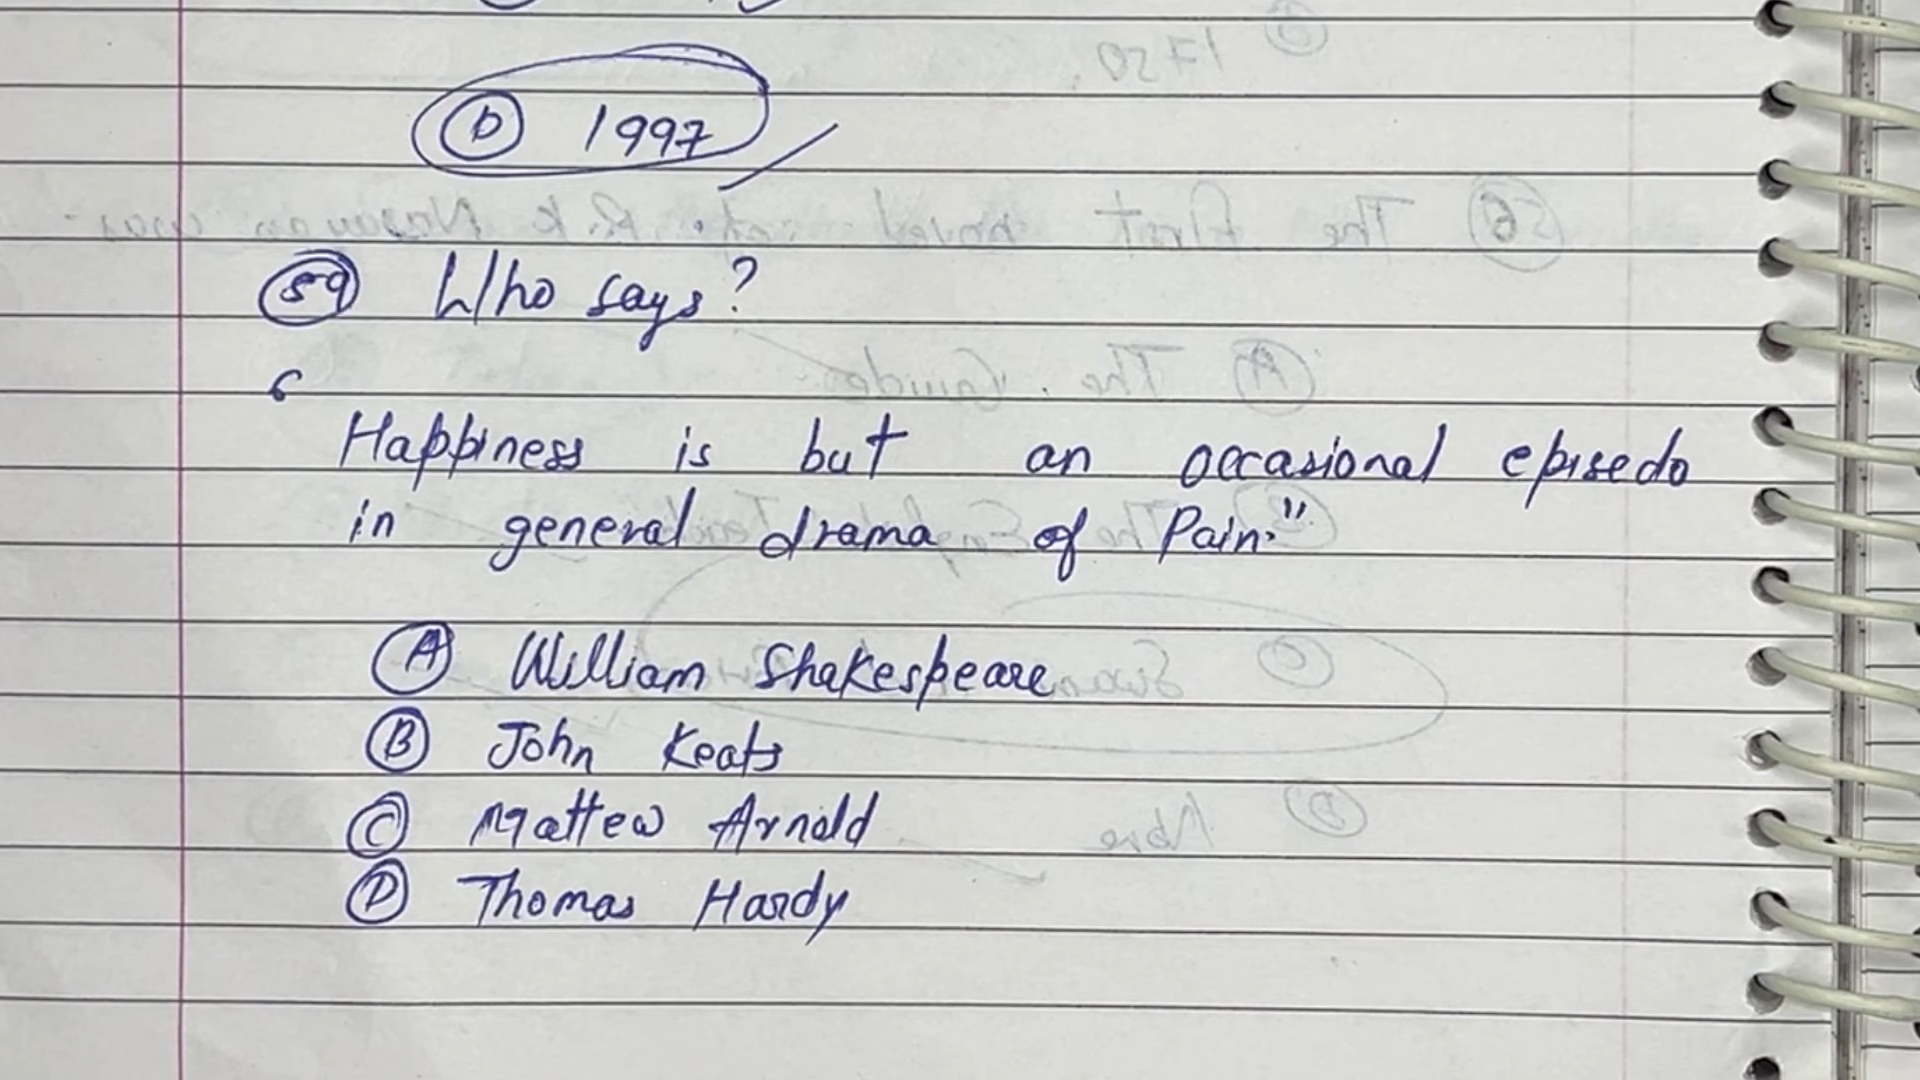 D 1997
59 Who says?
"
Happiness is but an occasional episedo
in general drama of Pain."
A William Shakespeare
B John Keats
C Mattew Arnold
D Thomas Hardy